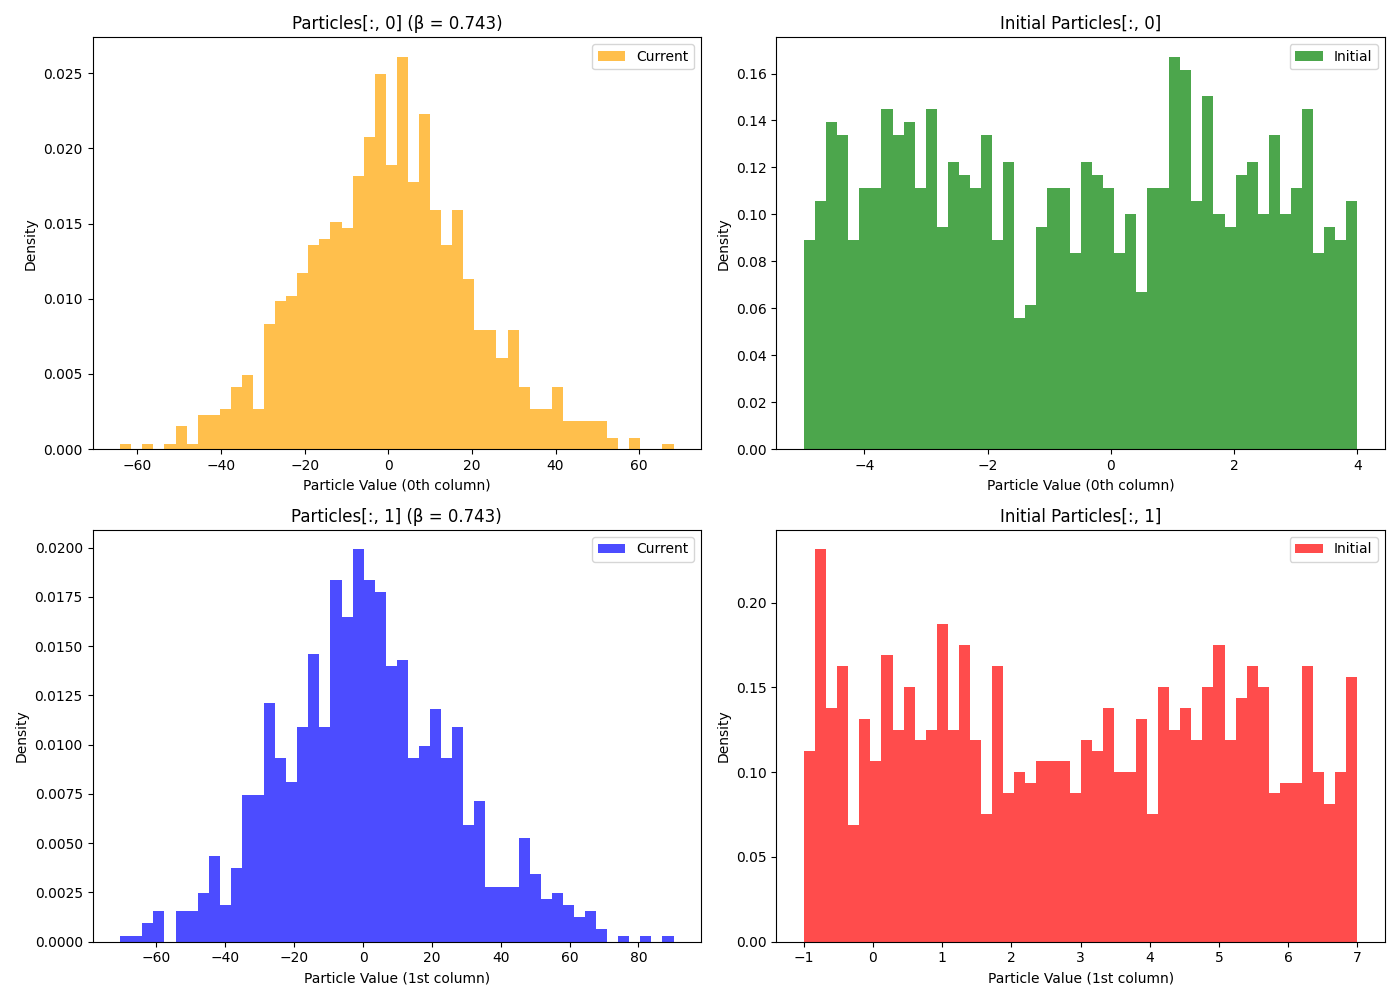 Particles[:, 0] (β = 0.743)
Current
Density
0.025
0.020
0.015
0.010
0.005
0.000
−60 −40 −20 0 20 40 60
Particle Value (0th column)
Initial Particles[:, 0]
Initial
Density
0.16
0.14
0.12
0.10
0.08
0.06
0.04
0.02
0.00
−4 −2 0 2 4
Particle Value (0th column)
Particles[:, 1] (β = 0.743)
Current
Density
0.0200
0.0175
0.0150
0.0125
0.0100
0.0075
0.0050
0.0025
0.0000
−60 −40 −20 0 20 40 60 80
Particle Value (1st column)
Initial Particles[:, 1]
Initial
Density
0.20
0.15
0.10
0.05
0.00
−1 0 1 2 3 4 5 6 7
Particle Value (1st column)